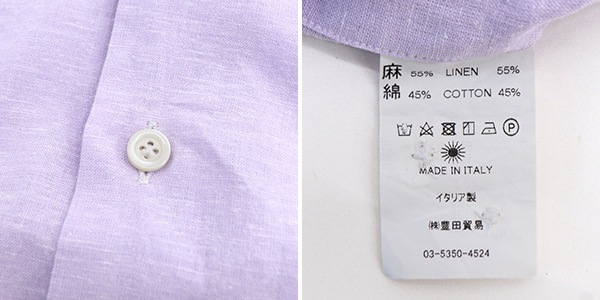 麻 55% LINEN 55%
綿 45% COTTON 45%
MADE IN ITALY
イタリア製
㈱豊田貿易
03-5350-4524